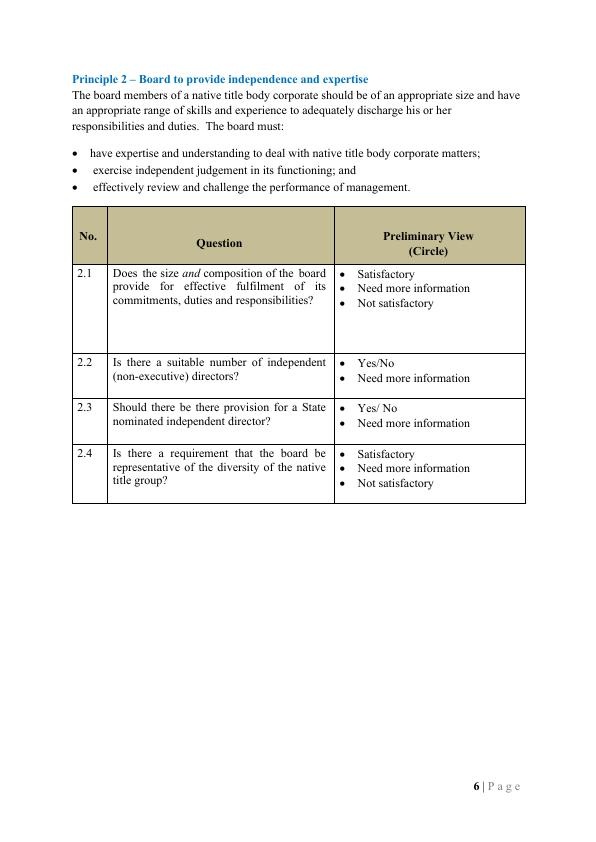 Principle 2 – Board to provide independence and expertise
The board members of a native title body corporate should be of an appropriate size and have
an appropriate range of skills and experience to adequately discharge his or her
responsibilities and duties.  The board must:
• have expertise and understanding to deal with native title body corporate matters;
• exercise independent judgement in its functioning; and
• effectively review and challenge the performance of management.
No.
Question
Preliminary View
(Circle)
2.1
Does the size and composition of the board
provide for effective fulfilment of its
commitments, duties and responsibilities?
• Satisfactory
• Need more information
• Not satisfactory
2.2
Is there a suitable number of independent
(non-executive) directors?
• Yes/No
• Need more information
2.3
Should there be there provision for a State
nominated independent director?
• Yes/ No
• Need more information
2.4
Is there a requirement that the board be
representative of the diversity of the native
title group?
• Satisfactory
• Need more information
• Not satisfactory
6 | P a g e